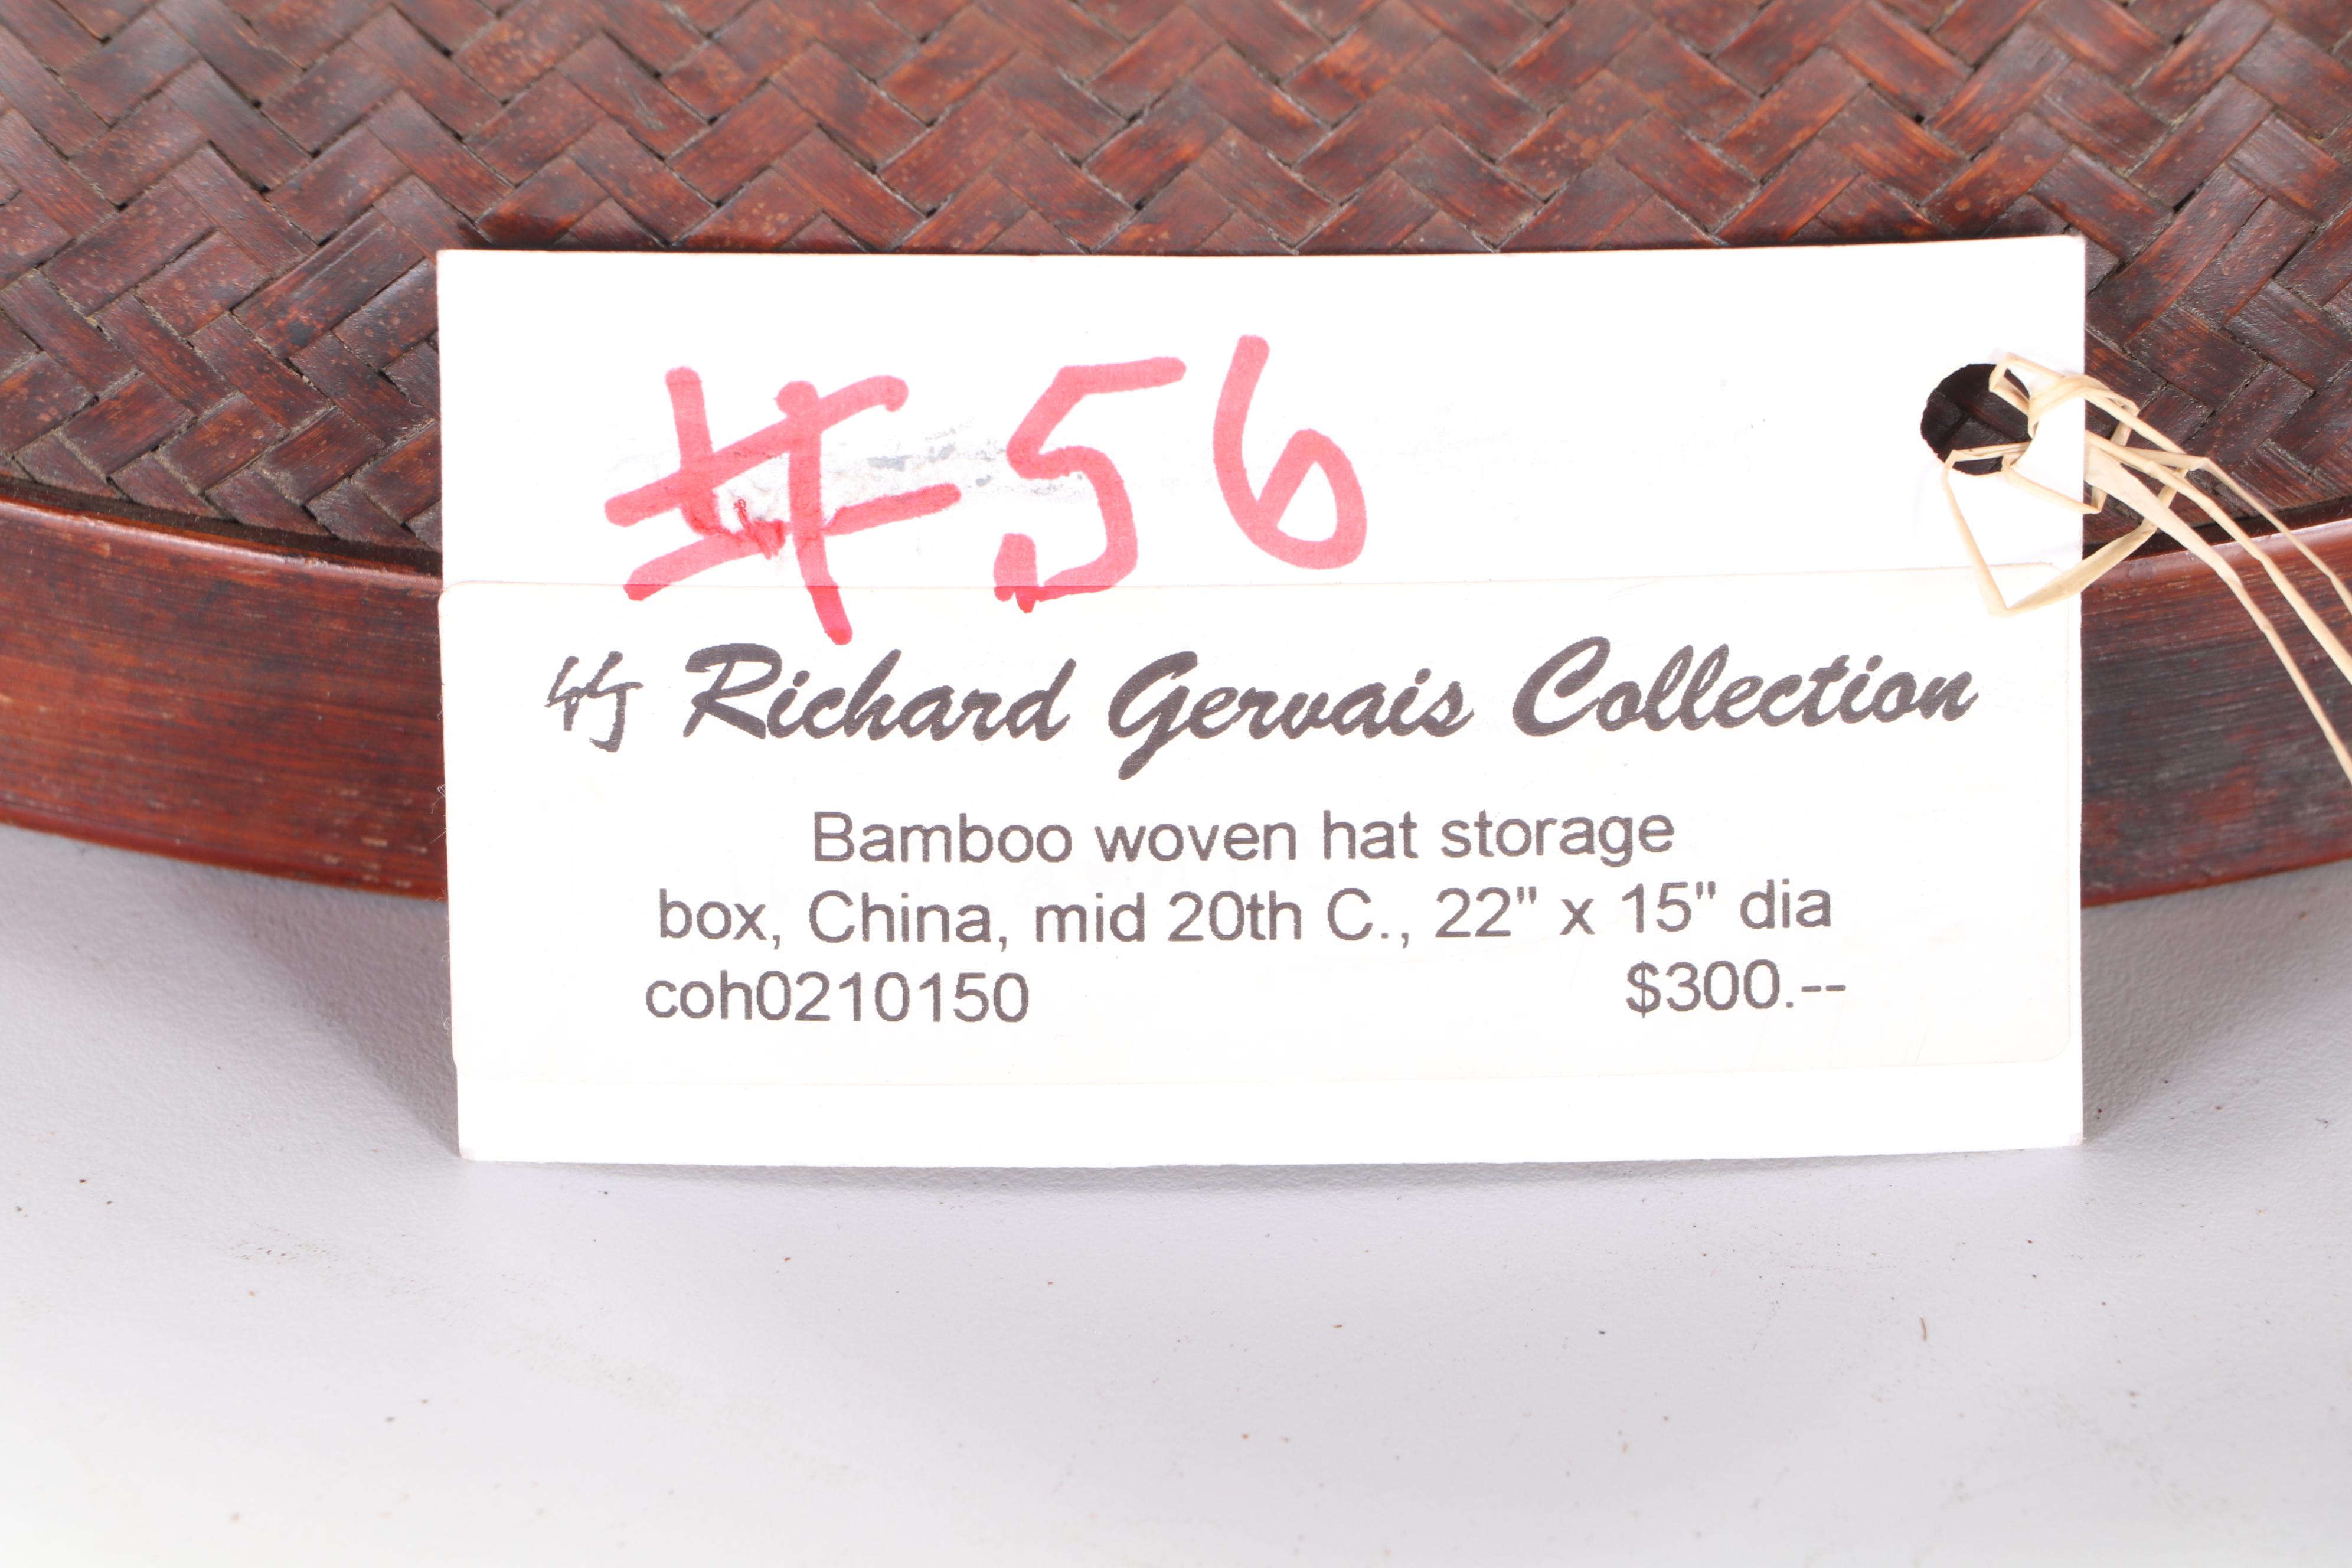 #56
竹 Richard Gervais Collection
Bamboo woven hat storage
box, China, mid 20th C., 22" x 15" dia
coh0210150 $300.--